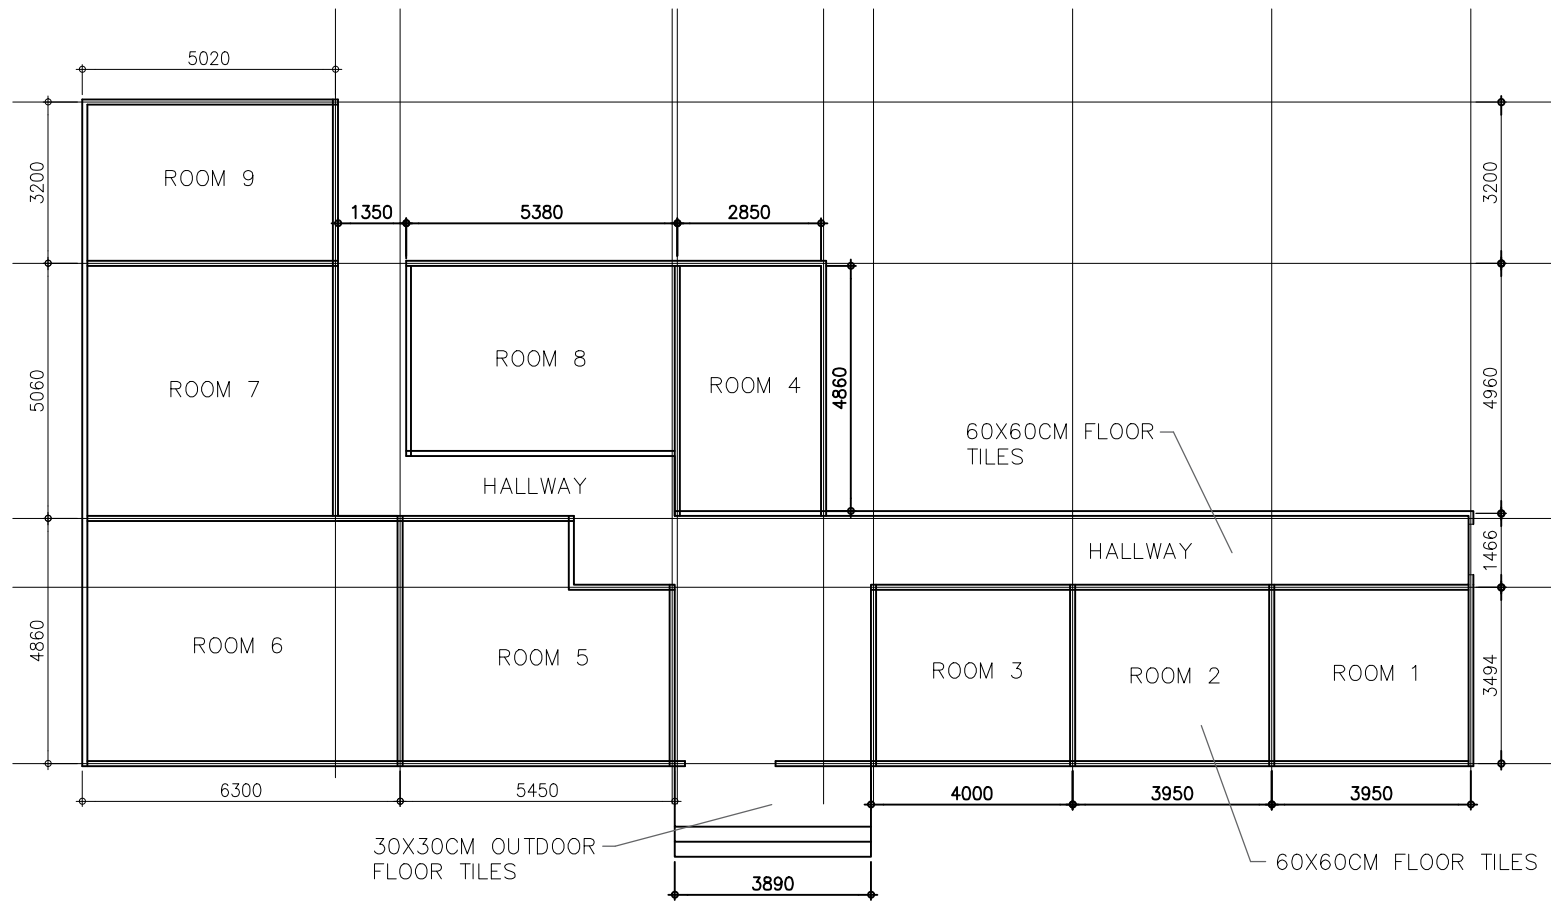 5020
ROOM 9
3200
3200
1350
5380
2850
ROOM 8
ROOM 4
ROOM 7
5060
4860
4960
60X60CM FLOOR
TILES
HALLWAY
HALLWAY
1466
ROOM 6
ROOM 5
ROOM 3
ROOM 2
ROOM 1
4860
3494
6300
5450
4000
3950
3950
30X30CM OUTDOOR
FLOOR TILES
60X60CM FLOOR TILES
3890